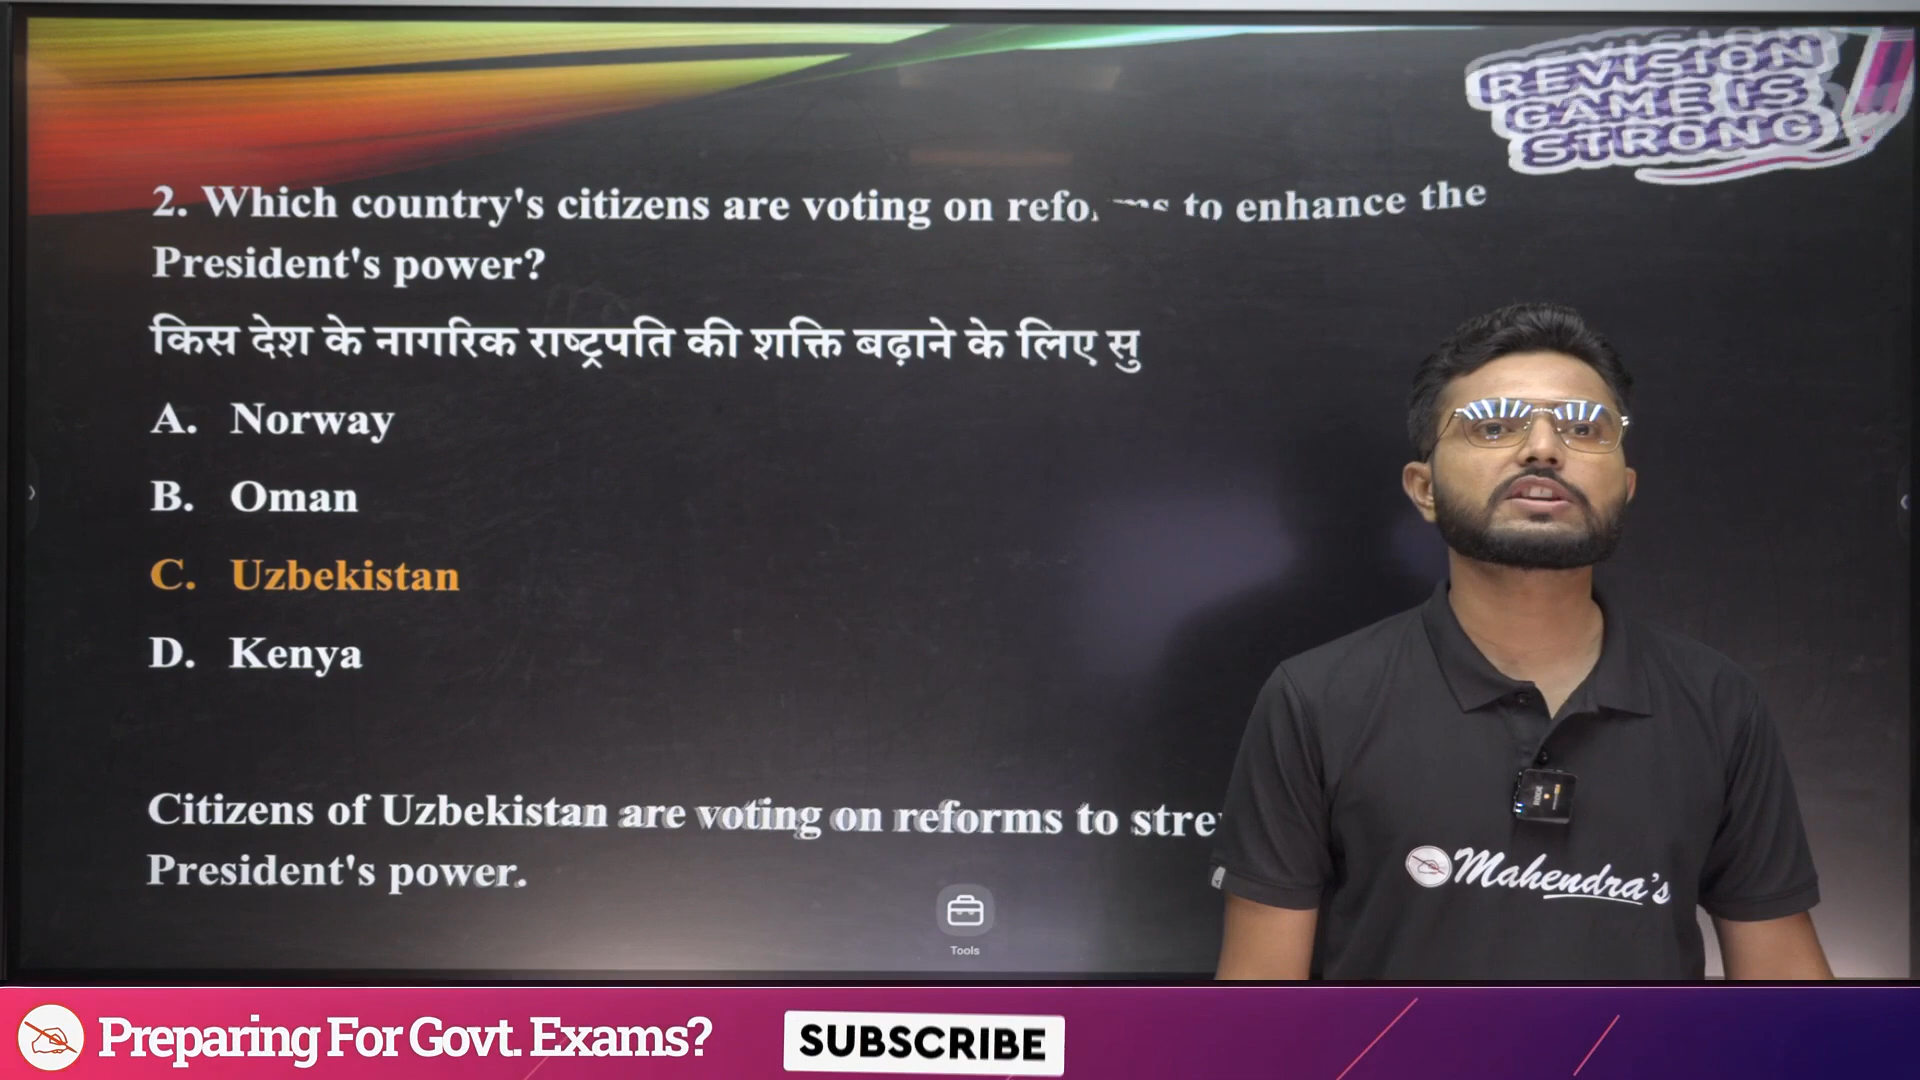 REVISION
GAME IS
STRONG
2. Which country's citizens are voting on reforms to enhance the
President's power?
किस देश के नागरिक राष्ट्रपति की शक्ति बढ़ाने के लिए सु
A. Norway
B. Oman
C. Uzbekistan
D. Kenya
Citizens of Uzbekistan are voting on reforms to stre
President's power.
Tools
Mahendra's
Preparing For Govt. Exams?
SUBSCRIBE